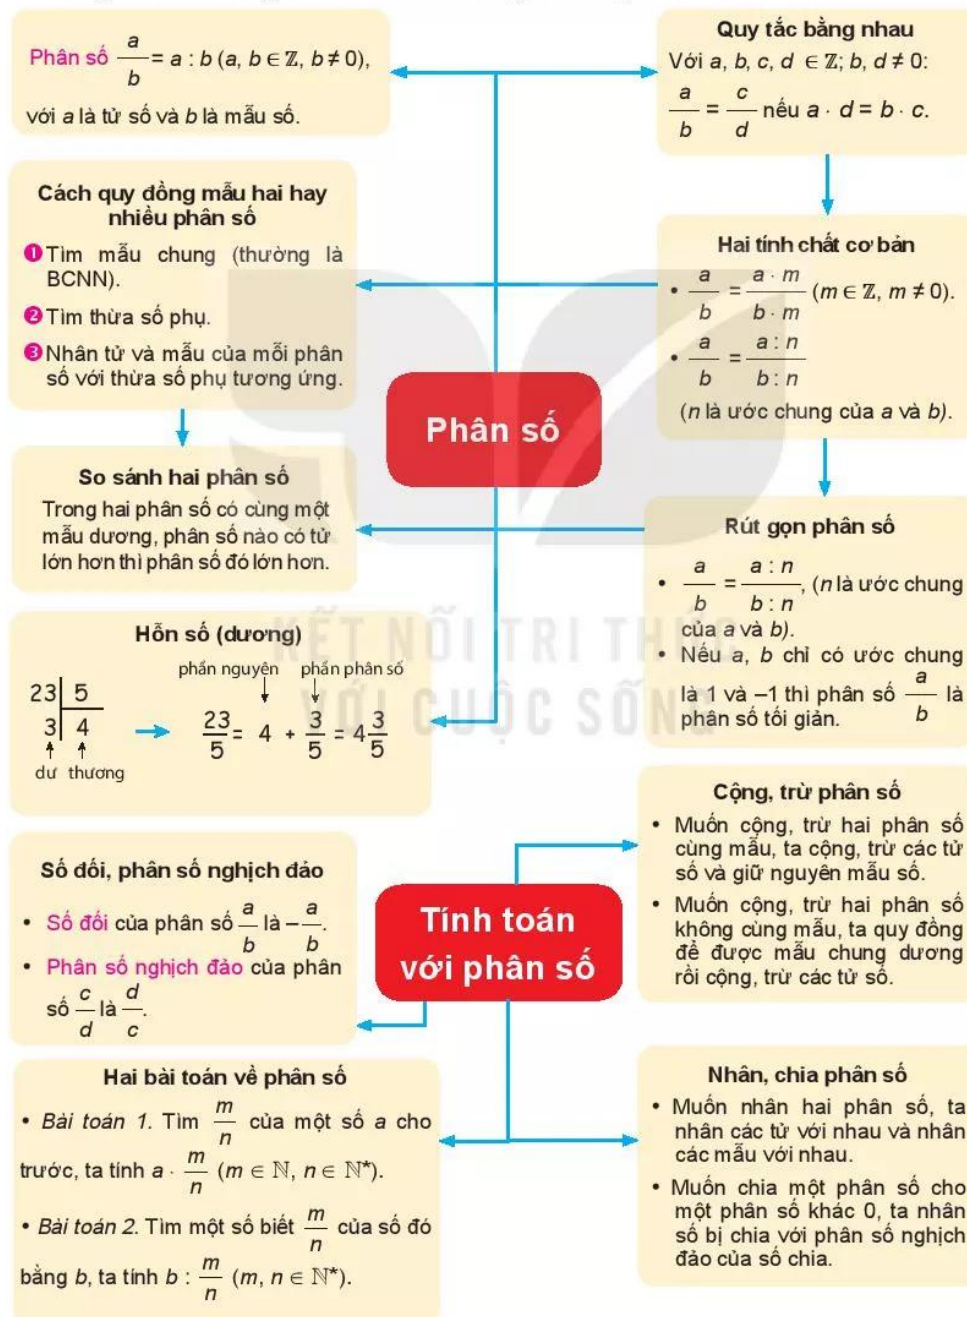 Phân số a/b = a : b (a, b ∈ ℤ, b ≠ 0),
với a là tử số và b là mẫu số.
Quy tắc bằng nhau
Với a, b, c, d ∈ ℤ; b, d ≠ 0:
a/b = c/d nếu a · d = b · c.
Cách quy đồng mẫu hai hay
nhiều phân số
❶ Tìm mẫu chung (thường là
BCNN).
❷ Tìm thừa số phụ.
❸ Nhân tử và mẫu của mỗi phân
số với thừa số phụ tương ứng.
Hai tính chất cơ bản
• a/b = a · m/b · m (m ∈ ℤ, m ≠ 0).
• a/b = a : n/b : n
(n là ước chung của a và b).
Phân số
So sánh hai phân số
Trong hai phân số có cùng một
mẫu dương, phân số nào có tử
lớn hơn thì phân số đó lớn hơn.
Rút gọn phân số
• a/b = a : n/b : n, (n là ước chung
của a và b).
• Nếu a, b chỉ có ước chung
là 1 và –1 thì phân số a/b là
phân số tối giản.
KẾT NỐI TRI THỨC
VỚI CUỘC SỐNG
Hỗn số (dương)
phần nguyên phần phân số
23 5
3 4
dư thương
23/5 = 4 + 3/5 = 4 3/5
Cộng, trừ phân số
• Muốn cộng, trừ hai phân số
cùng mẫu, ta cộng, trừ các tử
số và giữ nguyên mẫu số.
• Muốn cộng, trừ hai phân số
không cùng mẫu, ta quy đồng
để được mẫu chung dương
rồi cộng, trừ các tử số.
Số đối, phân số nghịch đảo
• Số đối của phân số a/b là –a/b.
• Phân số nghịch đảo của phân
số c/d là d/c.
Tính toán
với phân số
Hai bài toán về phân số
• Bài toán 1. Tìm m/n của một số a cho
trước, ta tính a · m/n (m ∈ ℕ, n ∈ ℕ*).
• Bài toán 2. Tìm một số biết m/n của số đó
bằng b, ta tính b : m/n (m, n ∈ ℕ*).
Nhân, chia phân số
• Muốn nhân hai phân số, ta
nhân các tử với nhau và nhân
các mẫu với nhau.
• Muốn chia một phân số cho
một phân số khác 0, ta nhân
số bị chia với phân số nghịch
đảo của số chia.